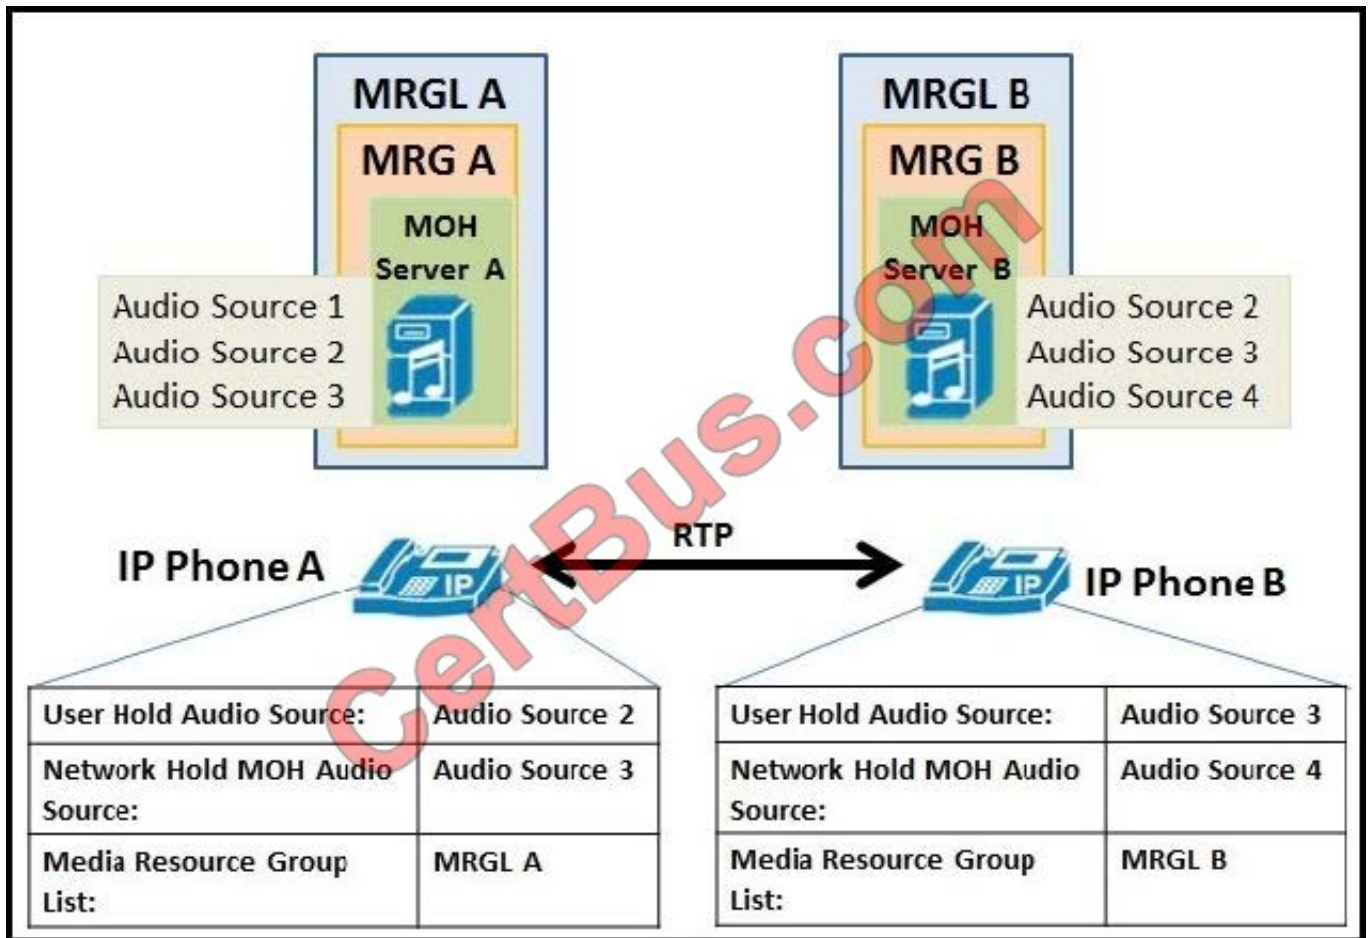 MRGL A
MRG A
MOH
Server A
Audio Source 1
Audio Source 2
Audio Source 3
MRGL B
MRG B
MOH
Server B
Audio Source 2
Audio Source 3
Audio Source 4
CertBus.com
IP Phone A
IP
RTP
IP
IP Phone B
User Hold Audio Source:
Audio Source 2
Network Hold MOH Audio
Source:
Audio Source 3
Media Resource Group
List:
MRGL A
User Hold Audio Source:
Audio Source 3
Network Hold MOH Audio
Source:
Audio Source 4
Media Resource Group
List:
MRGL B